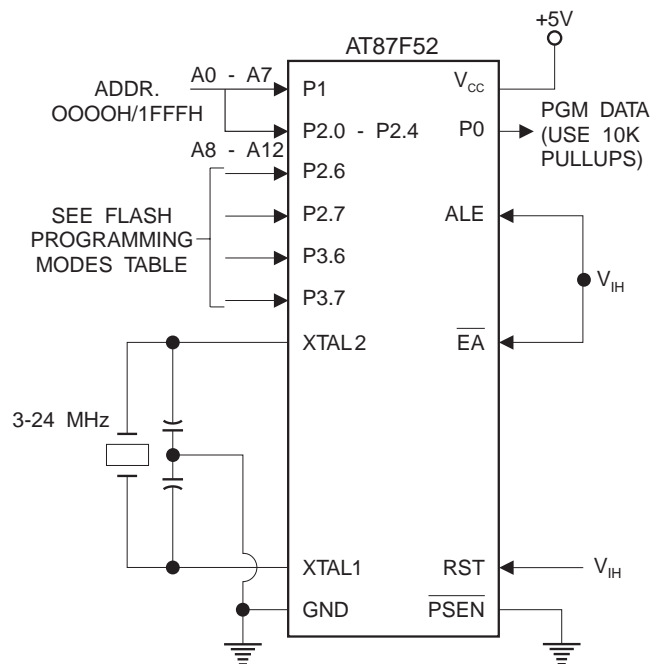 +5V
AT87F52
ADDR.
OOOOH/1FFFH
A0 - A7
P1
VCC
P2.0 - P2.4
P0
PGM DATA
(USE 10K
PULLUPS)
A8 - A12
P2.6
SEE FLASH
PROGRAMMING
MODES TABLE
P2.7
ALE
P3.6
P3.7
VIH
XTAL2
EA
3-24 MHz
XTAL1
RST
VIH
GND
PSEN